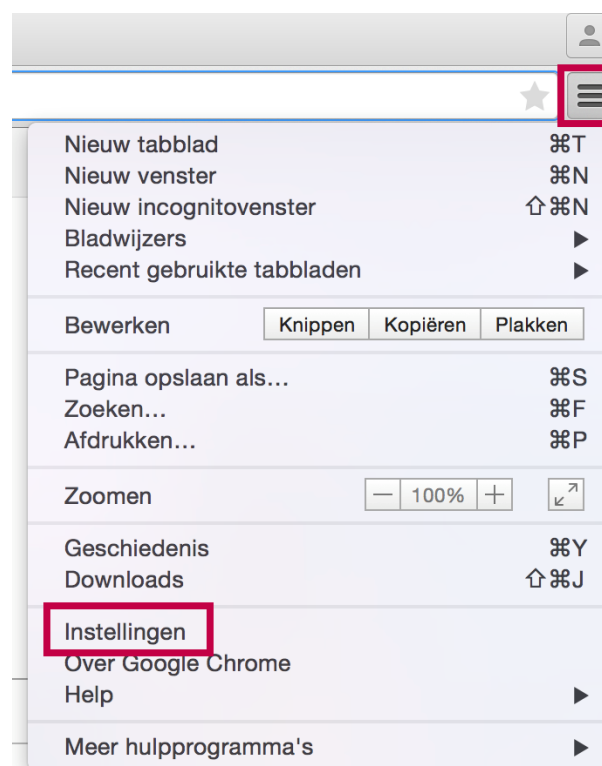 Nieuw tabblad ⌘T
Nieuw venster ⌘N
Nieuw incognitovenster ⇧⌘N
Bladwijzers ▶
Recent gebruikte tabbladen ▶
Bewerken Knippen Kopiëren Plakken
Pagina opslaan als... ⌘S
Zoeken... ⌘F
Afdrukken... ⌘P
Zoomen — 100% +
Geschiedenis ⌘Y
Downloads ⇧⌘J
Instellingen
Over Google Chrome
Help ▶
Meer hulpprogramma's ▶